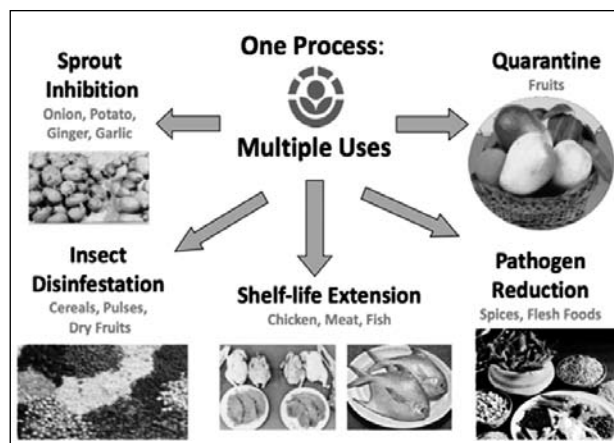 One Process:
Multiple Uses
Sprout
Inhibition
Onion, Potato,
Ginger, Garlic
Quarantine
Fruits
Insect
Disinfestation
Cereals, Pulses,
Dry Fruits
Shelf-life Extension
Chicken, Meat, Fish
Pathogen
Reduction
Spices, Flesh Foods